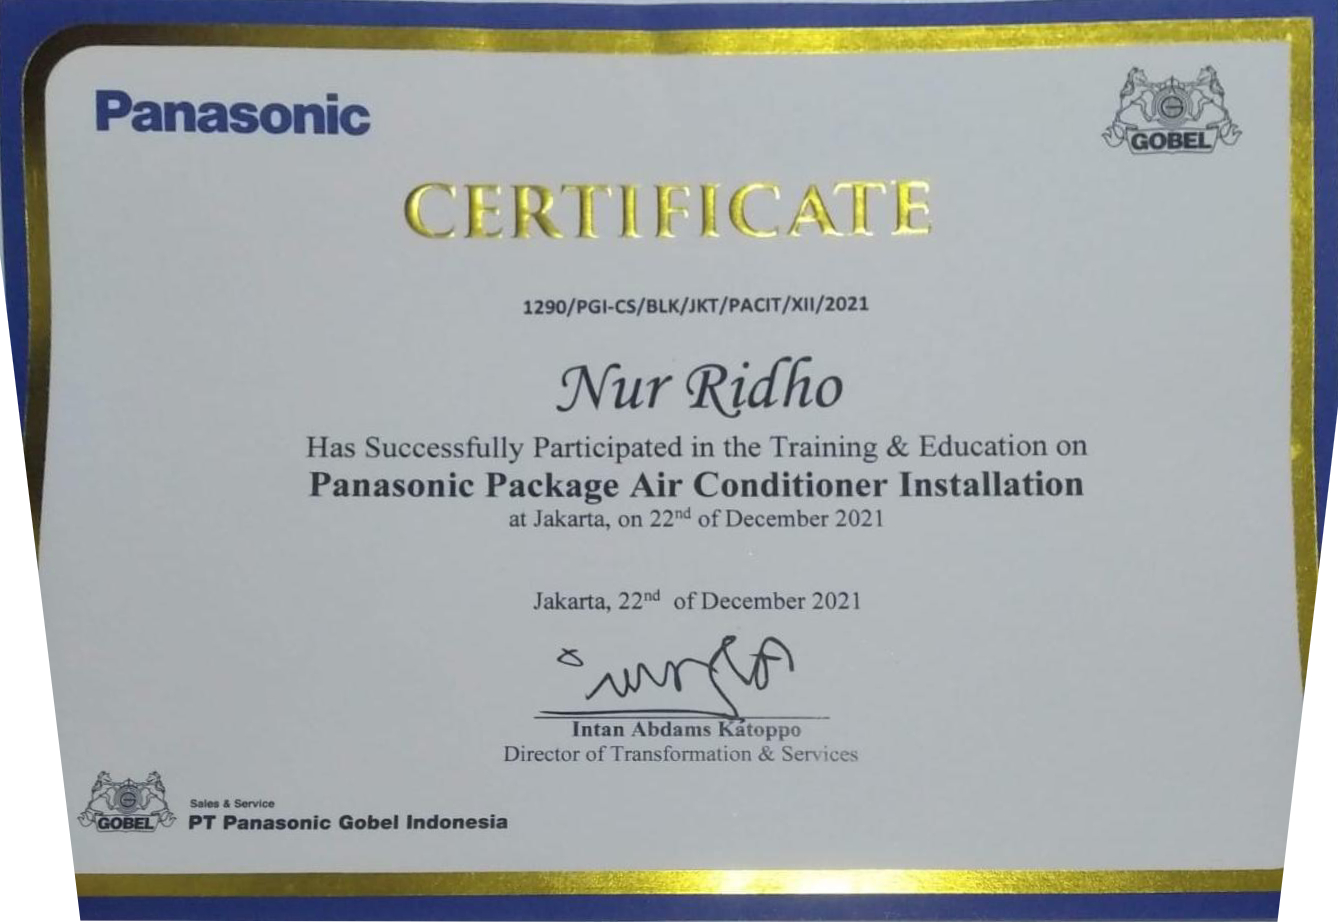 Panasonic
GOBEL
CERTIFICATE
1290/PGI-CS/BLK/JKT/PACIT/XII/2021
Nur Ridho
Has Successfully Participated in the Training & Education on
Panasonic Package Air Conditioner Installation
at Jakarta, on 22nd of December 2021
Jakarta, 22nd of December 2021
Intan Abdams Katoppo
Director of Transformation & Services
GOBEL
Sales & Service
PT Panasonic Gobel Indonesia